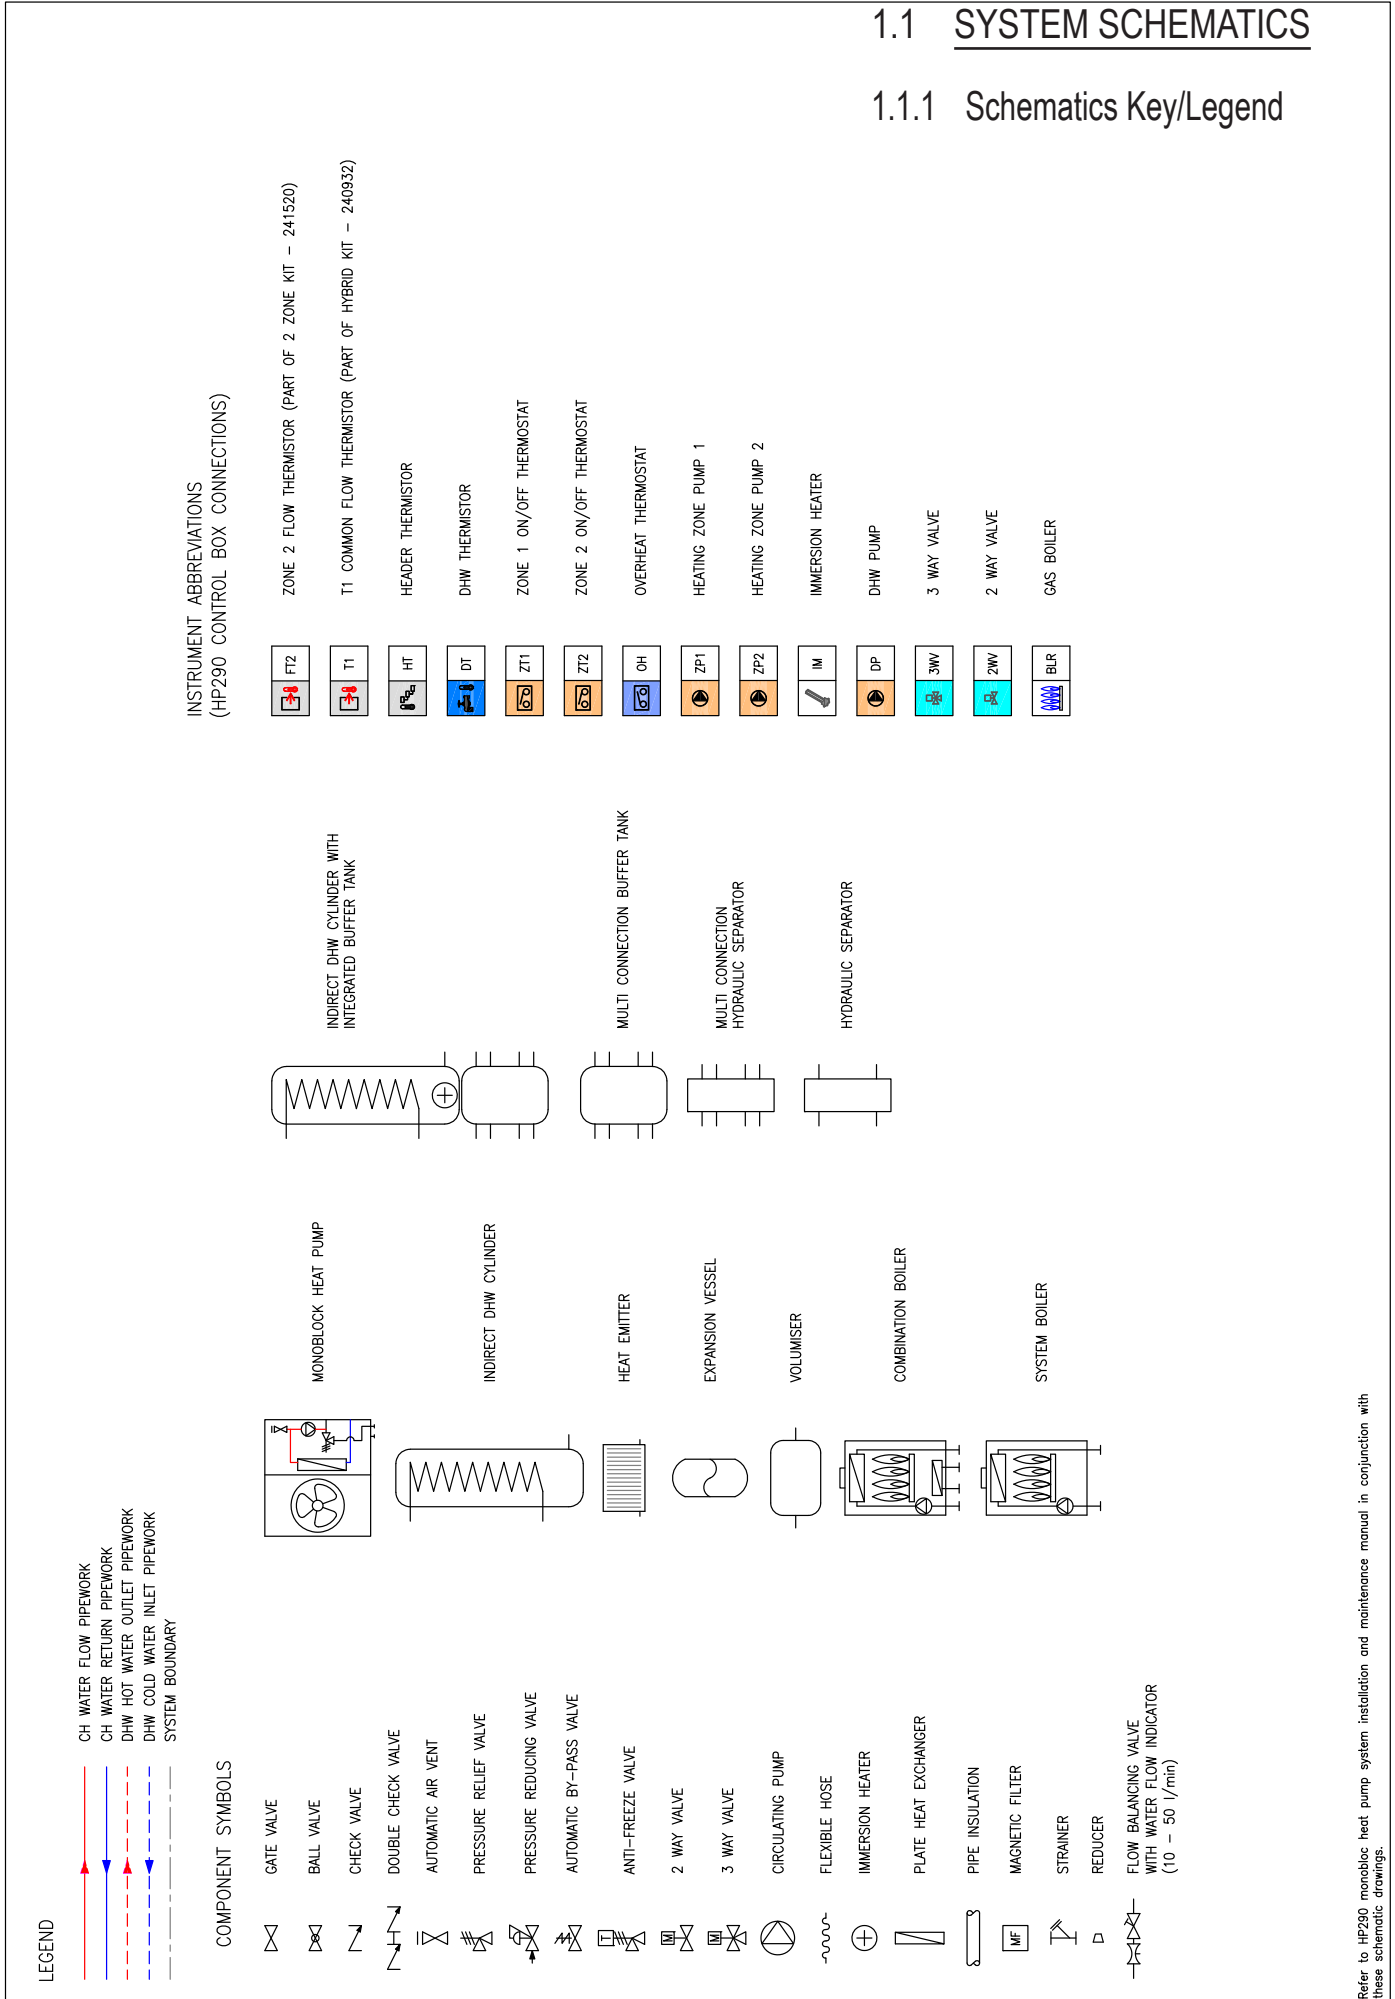 1.1 SYSTEM SCHEMATICS
1.1.1 Schematics Key/Legend
LEGEND
CH WATER FLOW PIPEWORK
CH WATER RETURN PIPEWORK
DHW HOT WATER OUTLET PIPEWORK
DHW COLD WATER INLET PIPEWORK
SYSTEM BOUNDARY
COMPONENT SYMBOLS
GATE VALVE
BALL VALVE
CHECK VALVE
DOUBLE CHECK VALVE
AUTOMATIC AIR VENT
PRESSURE RELIEF VALVE
PRESSURE REDUCING VALVE
AUTOMATIC BY-PASS VALVE
T ANTI-FREEZE VALVE
M 2 WAY VALVE
M 3 WAY VALVE
CIRCULATING PUMP
FLEXIBLE HOSE
IMMERSION HEATER
PLATE HEAT EXCHANGER
PIPE INSULATION
MF MAGNETIC FILTER
STRAINER
REDUCER
FLOW BALANCING VALVE
WITH WATER FLOW INDICATOR
(10 - 50 l/min)
MONOBLOCK HEAT PUMP
INDIRECT DHW CYLINDER
HEAT EMITTER
EXPANSION VESSEL
VOLUMISER
COMBINATION BOILER
SYSTEM BOILER
INDIRECT DHW CYLINDER WITH
INTEGRATED BUFFER TANK
MULTI CONNECTION BUFFER TANK
MULTI CONNECTION
HYDRAULIC SEPARATOR
HYDRAULIC SEPARATOR
INSTRUMENT ABBREVIATIONS
(HP290 CONTROL BOX CONNECTIONS)
FT2 ZONE 2 FLOW THERMISTOR (PART OF 2 ZONE KIT - 241520)
T1 T1 COMMON FLOW THERMISTOR (PART OF HYBRID KIT - 240932)
HT HEADER THERMISTOR
DT DHW THERMISTOR
ZT1 ZONE 1 ON/OFF THERMOSTAT
ZT2 ZONE 2 ON/OFF THERMOSTAT
OH OVERHEAT THERMOSTAT
ZP1 HEATING ZONE PUMP 1
ZP2 HEATING ZONE PUMP 2
IM IMMERSION HEATER
DP DHW PUMP
3WV 3 WAY VALVE
2WV 2 WAY VALVE
BLR GAS BOILER
Refer to HP290 monobloc heat pump system installation and maintenance manual in conjunction with
these schematic drawings.